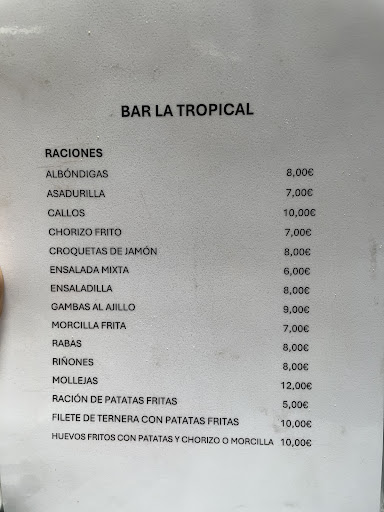 BAR LA TROPICAL
RACIONES
ALBÓNDIGAS 8,00€
ASADURILLA 7,00€
CALLOS 10,00€
CHORIZO FRITO 7,00€
CROQUETAS DE JAMÓN 8,00€
ENSALADA MIXTA 6,00€
ENSALADILLA 8,00€
GAMBAS AL AJILLO 9,00€
MORCILLA FRITA 7,00€
RABAS 8,00€
RIÑONES 8,00€
MOLLEJAS 12,00€
RACIÓN DE PATATAS FRITAS 5,00€
FILETE DE TERNERA CON PATATAS FRITAS 10,00€
HUEVOS FRITOS CON PATATAS Y CHORIZO O MORCILLA 10,00€